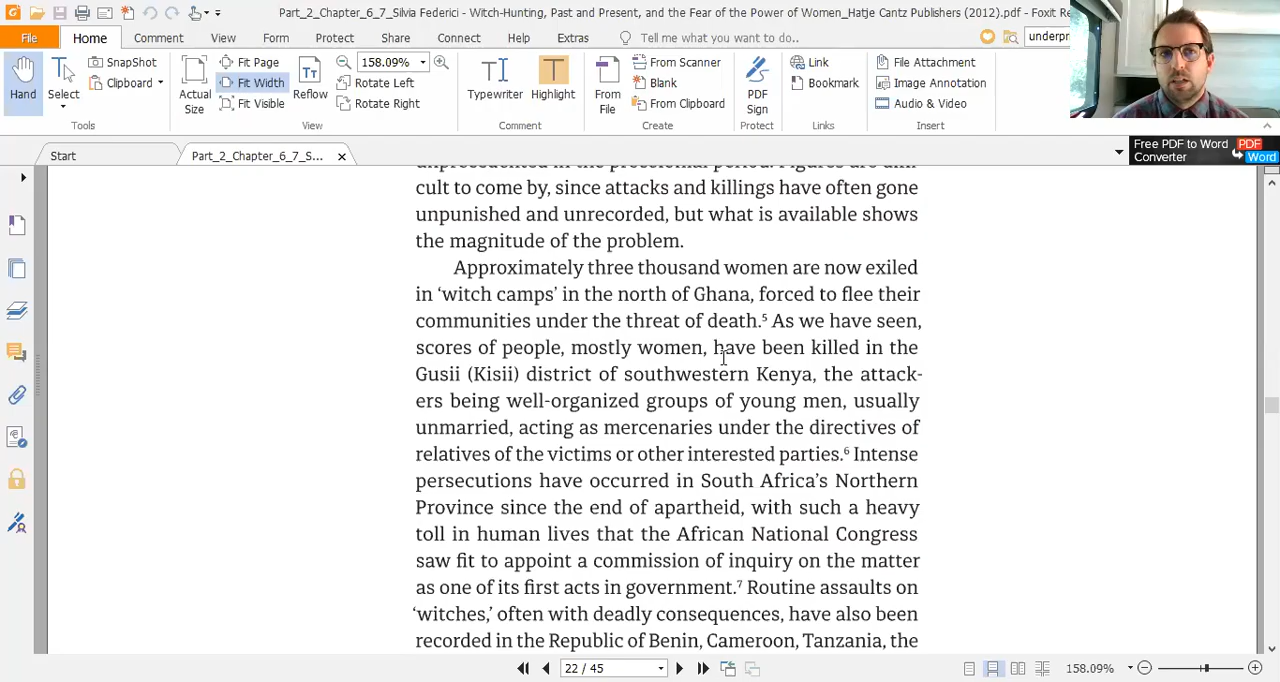 Part_2_Chapter_6_7_Silvia Federici - Witch-Hunting, Past and Present, and the Fear of the Power of Women_Hatje Cantz Publishers (2012).pdf - Foxit Re
File Home Comment View Form Protect Share Connect Help Extras Tell me what you want to do.. underpr
SnapShot Fit Page 158.09% From Scanner Link File Attachment
Clipboard Fit Width Rotate Left Blank Bookmark Image Annotation
Hand Select Actual Size Fit Visible Reflow Rotate Right Typewriter Highlight From File From Clipboard PDF Sign Audio & Video
Tools View Comment Create Protect Links Insert
Start Part_2_Chapter_6_7_S... Free PDF to Word Converter PDF Word
cult to come by, since attacks and killings have often gone
unpunished and unrecorded, but what is available shows
the magnitude of the problem.
Approximately three thousand women are now exiled
in ‘witch camps’ in the north of Ghana, forced to flee their
communities under the threat of death.⁵ As we have seen,
scores of people, mostly women, have been killed in the
Gusii (Kisii) district of southwestern Kenya, the attack-
ers being well-organized groups of young men, usually
unmarried, acting as mercenaries under the directives of
relatives of the victims or other interested parties.⁶ Intense
persecutions have occurred in South Africa’s Northern
Province since the end of apartheid, with such a heavy
toll in human lives that the African National Congress
saw fit to appoint a commission of inquiry on the matter
as one of its first acts in government.⁷ Routine assaults on
‘witches,’ often with deadly consequences, have also been
recorded in the Republic of Benin, Cameroon, Tanzania, the
22 / 45 158.09%